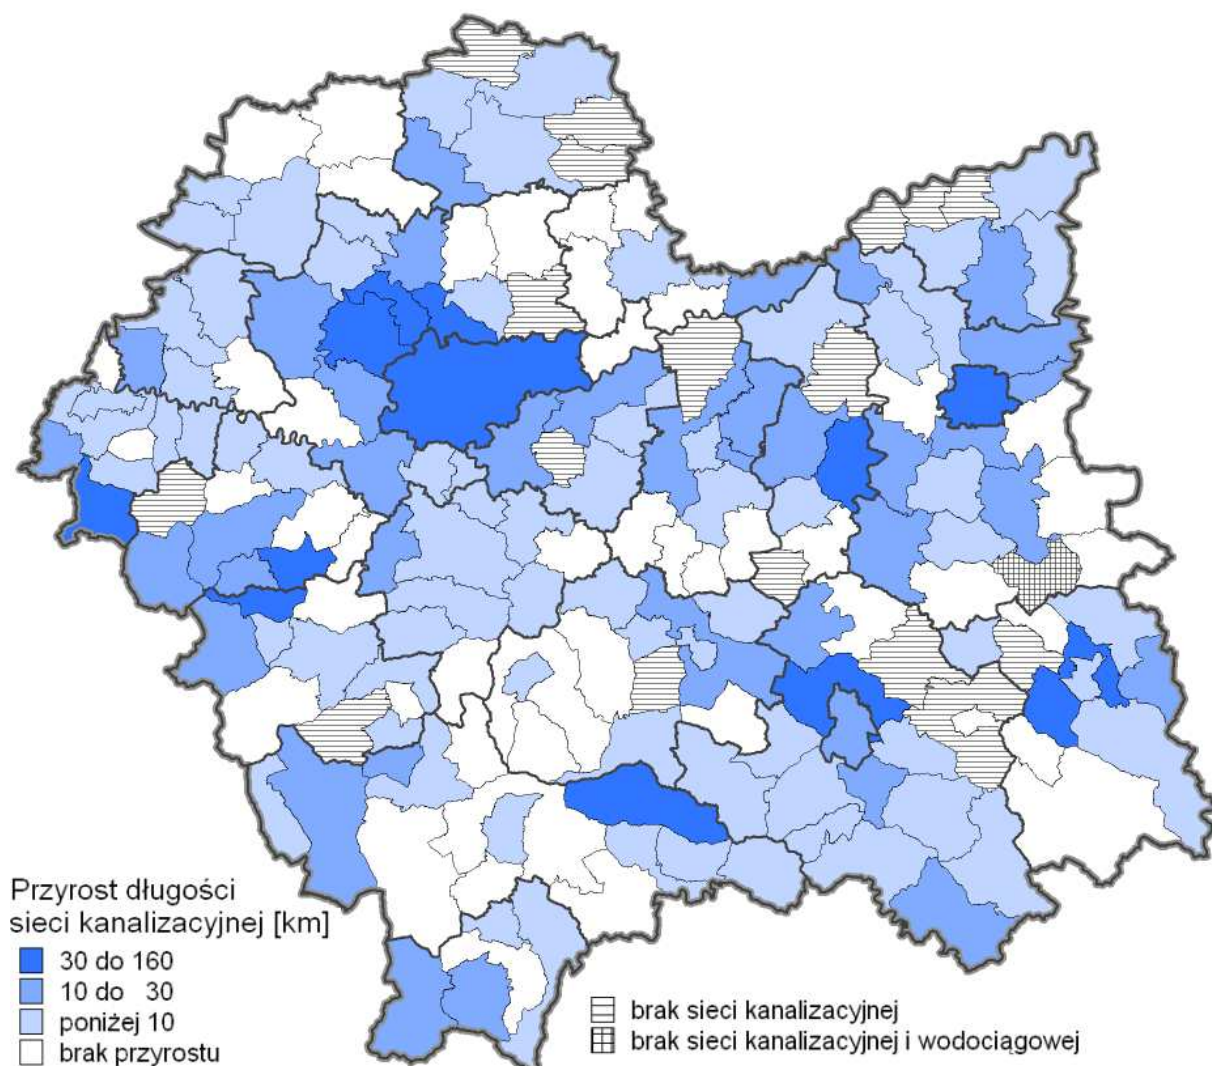 Przyrost długości
sieci kanalizacyjnej [km]
30 do 160
10 do 30
poniżej 10
brak przyrostu
brak sieci kanalizacyjnej
brak sieci kanalizacyjnej i wodociągowej